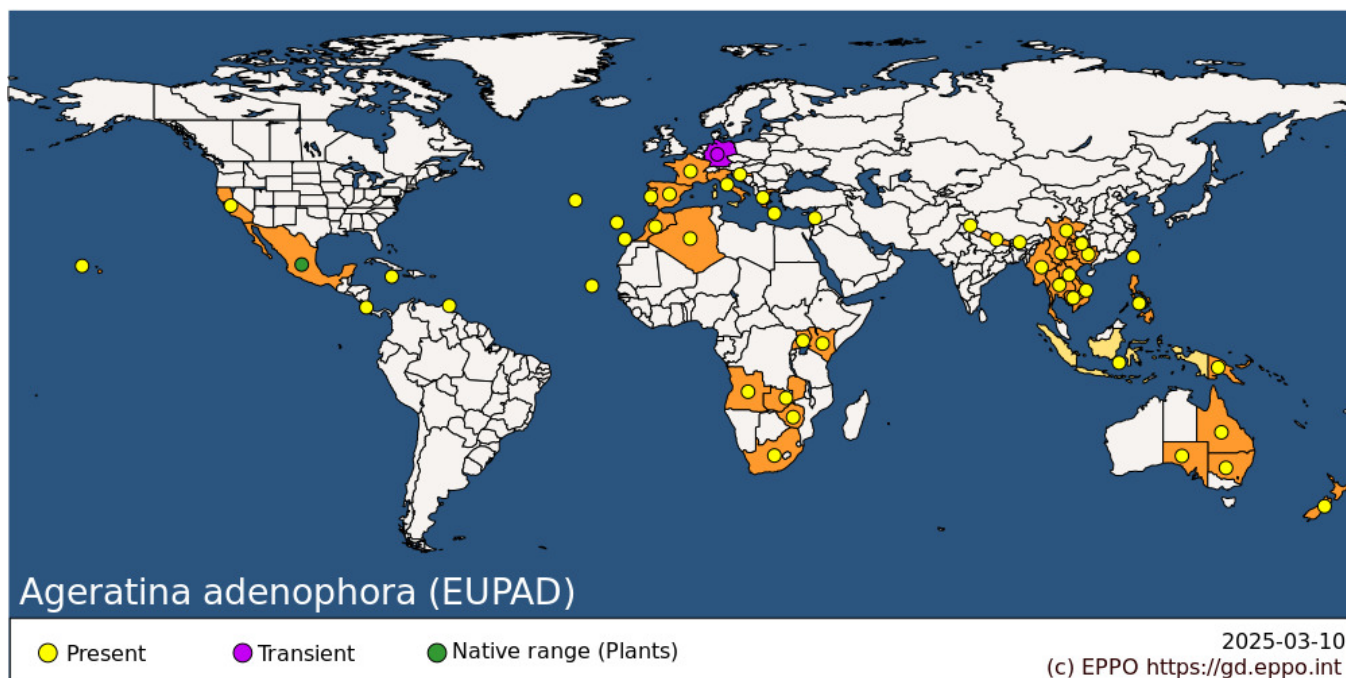 Ageratina adenophora (EUPAD)
Present
Transient
Native range (Plants)
2025-03-10
(c) EPPO https://gd.eppo.int